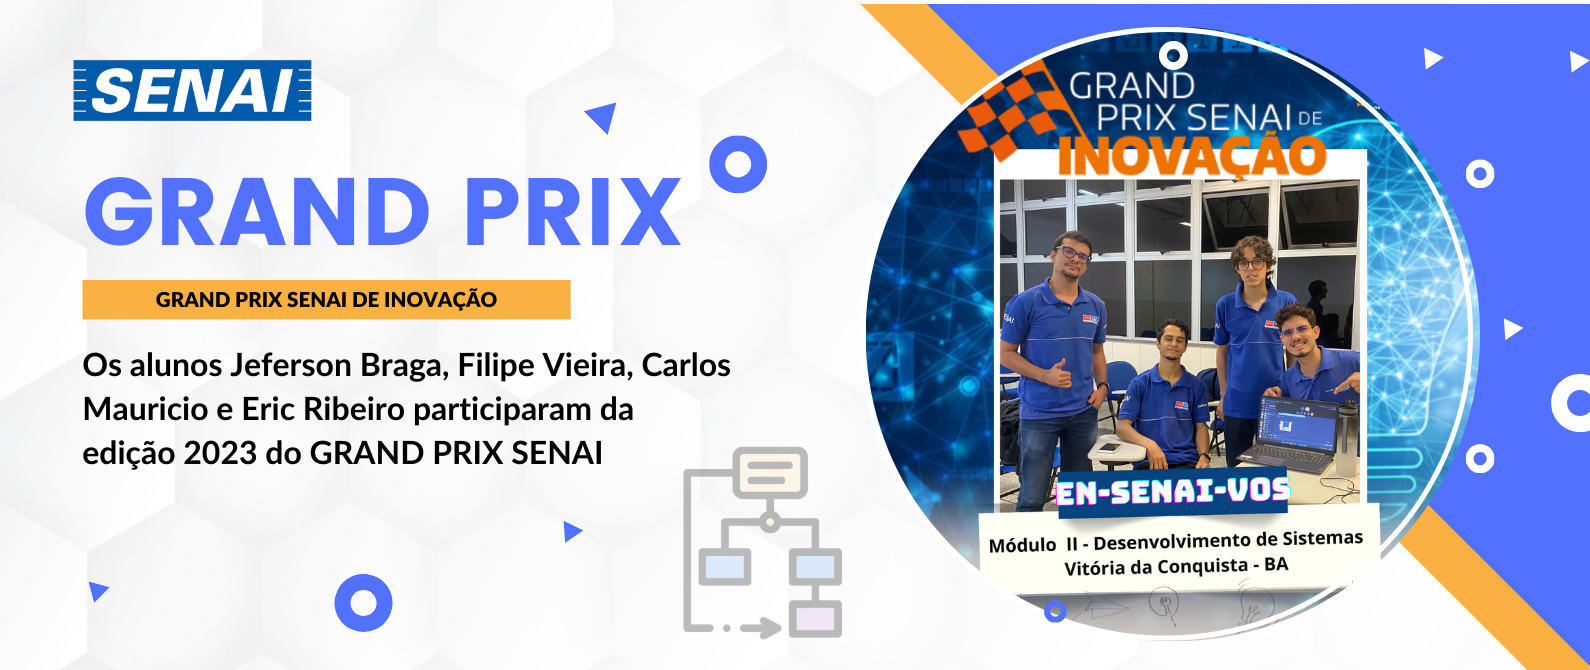 SENAI
GRAND PRIX
GRAND PRIX SENAI DE INOVAÇÃO
Os alunos Jeferson Braga, Filipe Vieira, Carlos
Mauricio e Eric Ribeiro participaram da
edição 2023 do GRAND PRIX SENAI
GRAND
PRIX SENAI DE
INOVAÇÃO
EN-SENAI-VOS
Módulo II - Desenvolvimento de Sistemas
Vitória da Conquista - BA